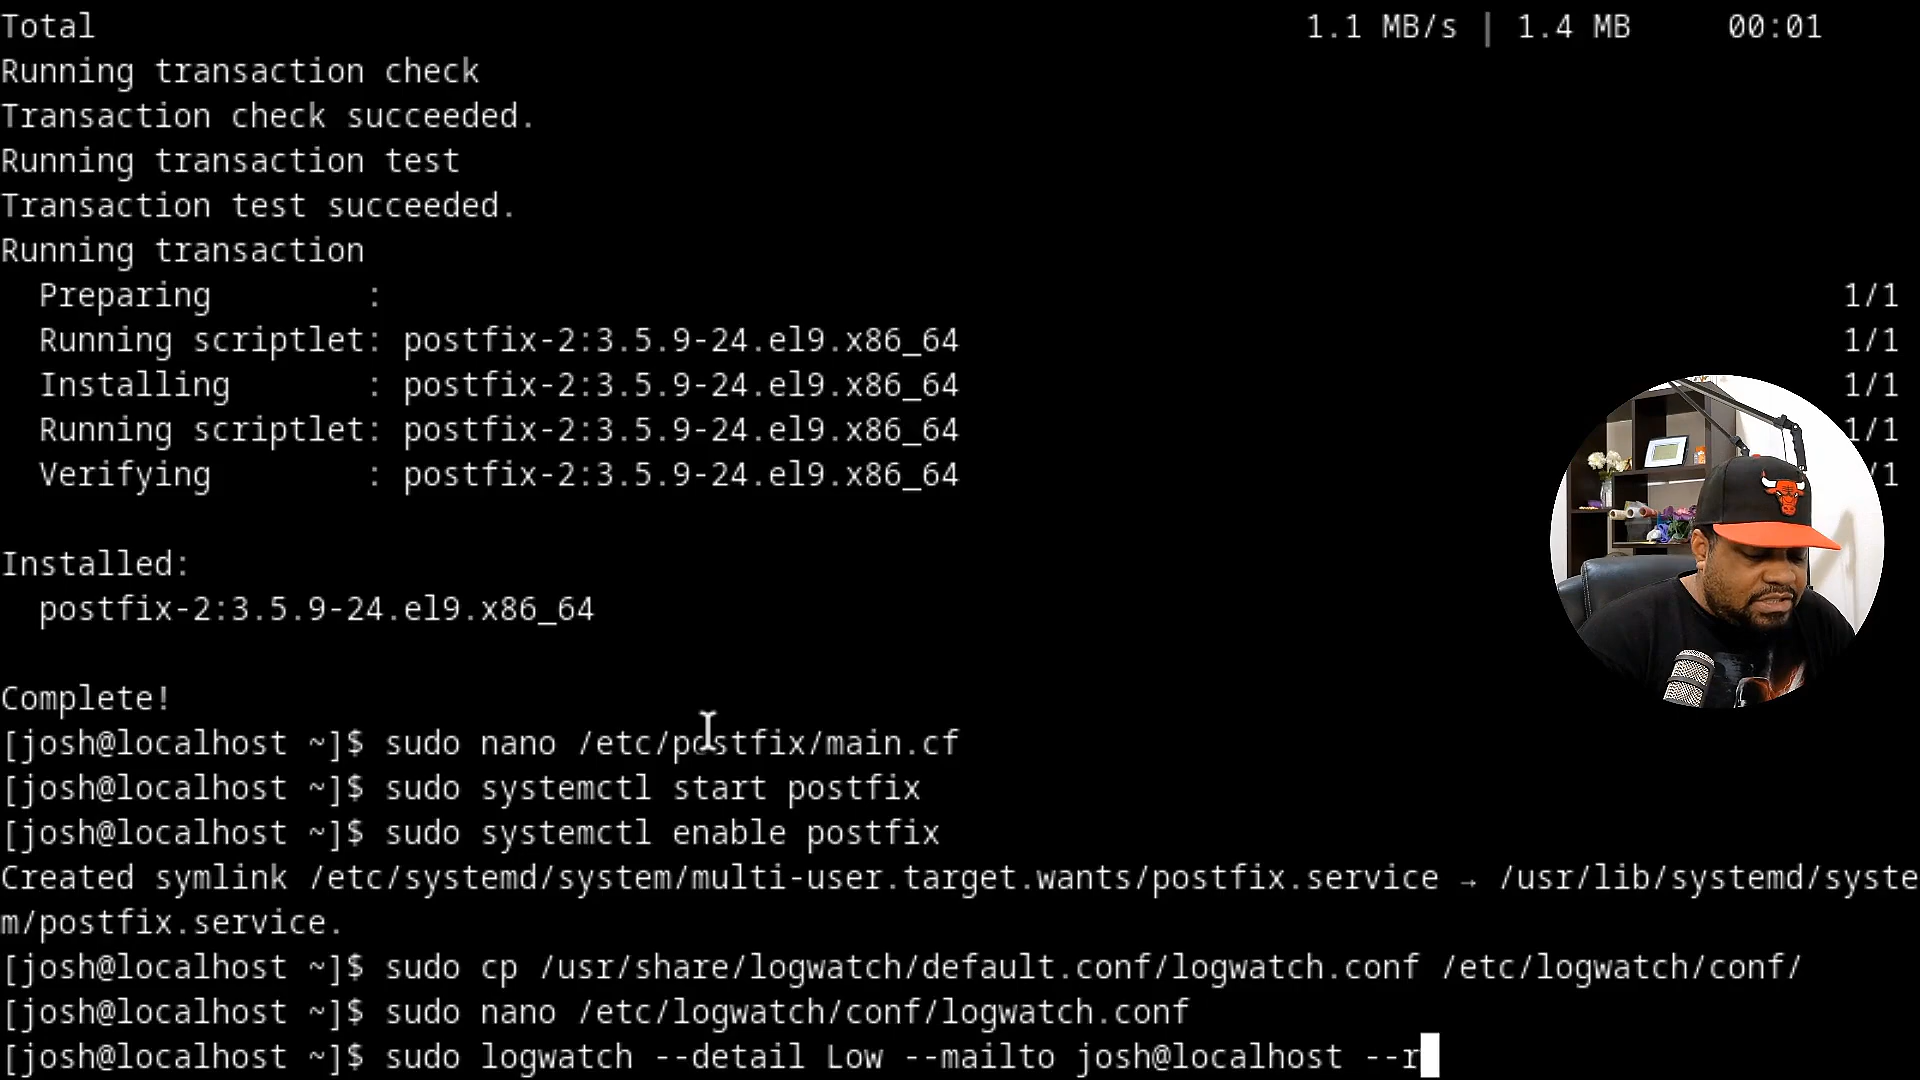 Total 1.1 MB/s | 1.4 MB 00:01
Running transaction check
Transaction check succeeded.
Running transaction test
Transaction test succeeded.
Running transaction
Preparing : 1/1
Running scriptlet: postfix-2:3.5.9-24.el9.x86_64 1/1
Installing : postfix-2:3.5.9-24.el9.x86_64 1/1
Running scriptlet: postfix-2:3.5.9-24.el9.x86_64 1/1
Verifying : postfix-2:3.5.9-24.el9.x86_64 /1
Installed:
postfix-2:3.5.9-24.el9.x86_64
Complete!
[josh@localhost ~]$ sudo nano /etc/postfix/main.cf
[josh@localhost ~]$ sudo systemctl start postfix
[josh@localhost ~]$ sudo systemctl enable postfix
Created symlink /etc/systemd/system/multi-user.target.wants/postfix.service → /usr/lib/systemd/syste
m/postfix.service.
[josh@localhost ~]$ sudo cp /usr/share/logwatch/default.conf/logwatch.conf /etc/logwatch/conf/
[josh@localhost ~]$ sudo nano /etc/logwatch/conf/logwatch.conf
[josh@localhost ~]$ sudo logwatch --detail Low --mailto josh@localhost --r